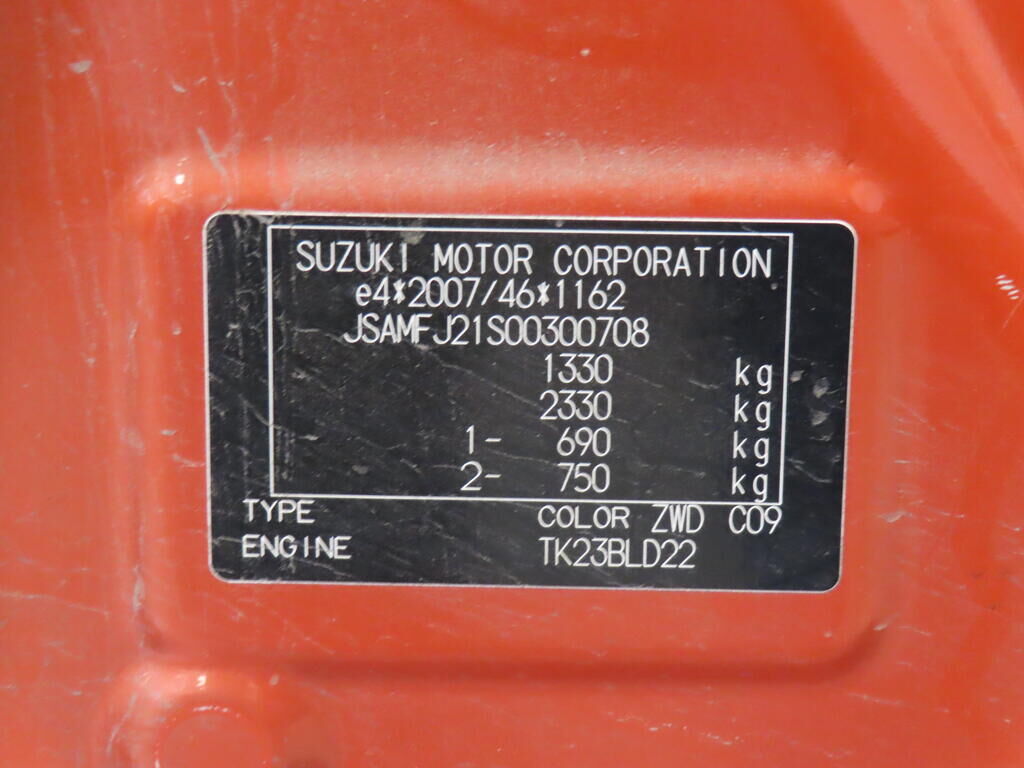 SUZUKI MOTOR CORPORATION
e4*2007/46*1162
JSAMFJ21S00300708
1330 kg
2330 kg
1- 690 kg
2- 750 kg
TYPE COLOR ZWD C09
ENGINE TK23BLD22